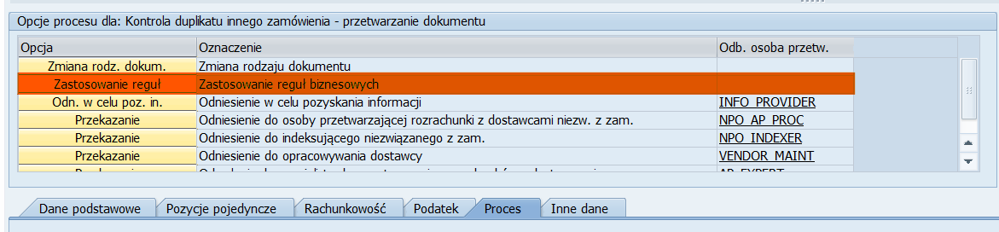 Opcje procesu dla: Kontrola duplikatu innego zamówienia - przetwarzanie dokumentu
Opcja Oznaczenie Odb. osoba przetw.
Zmiana rodz. dokum. Zmiana rodzaju dokumentu
Zastosowanie reguł Zastosowanie reguł biznesowych
Odn. w celu poz. in. Odniesienie w celu pozyskania informacji INFO_PROVIDER
Przekazanie Odniesienie do osoby przetwarzającej rozrachunki z dostawcami niezw. z zam. NPO_AP_PROC
Przekazanie Odniesienie do indeksującego niezwiązanego z zam. NPO_INDEXER
Przekazanie Odniesienie do opracowywania dostawcy VENDOR_MAINT
Dane podstawowe Pozycje pojedyncze Rachunkowość Podatek Proces Inne dane